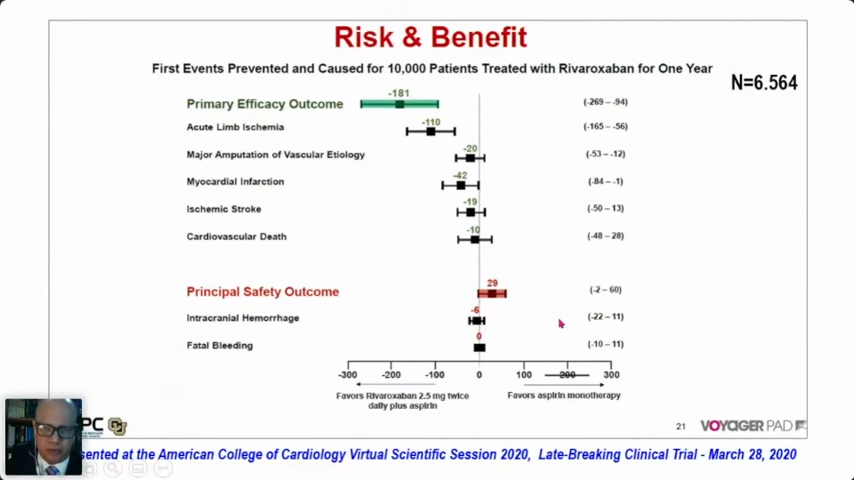 Risk & Benefit
First Events Prevented and Caused for 10,000 Patients Treated with Rivaroxaban for One Year
N=6.564
Primary Efficacy Outcome -181 (-269 – -94)
Acute Limb Ischemia -110 (-165 – -56)
Major Amputation of Vascular Etiology -20 (-53 – -12)
Myocardial Infarction -42 (-84 – -1)
Ischemic Stroke -19 (-50 – 13)
Cardiovascular Death -10 (-48 – 28)
Principal Safety Outcome 29 (-2 – 60)
Intracranial Hemorrhage -6 (-22 – 11)
Fatal Bleeding 0 (-10 – 11)
-300 -200 -100 0 100 200 300
Favors Rivaroxaban 2.5 mg twice
daily plus aspirin
Favors aspirin monotherapy
PC
21 VOYAGER PAD
sented at the American College of Cardiology Virtual Scientific Session 2020, Late-Breaking Clinical Trial - March 28, 2020